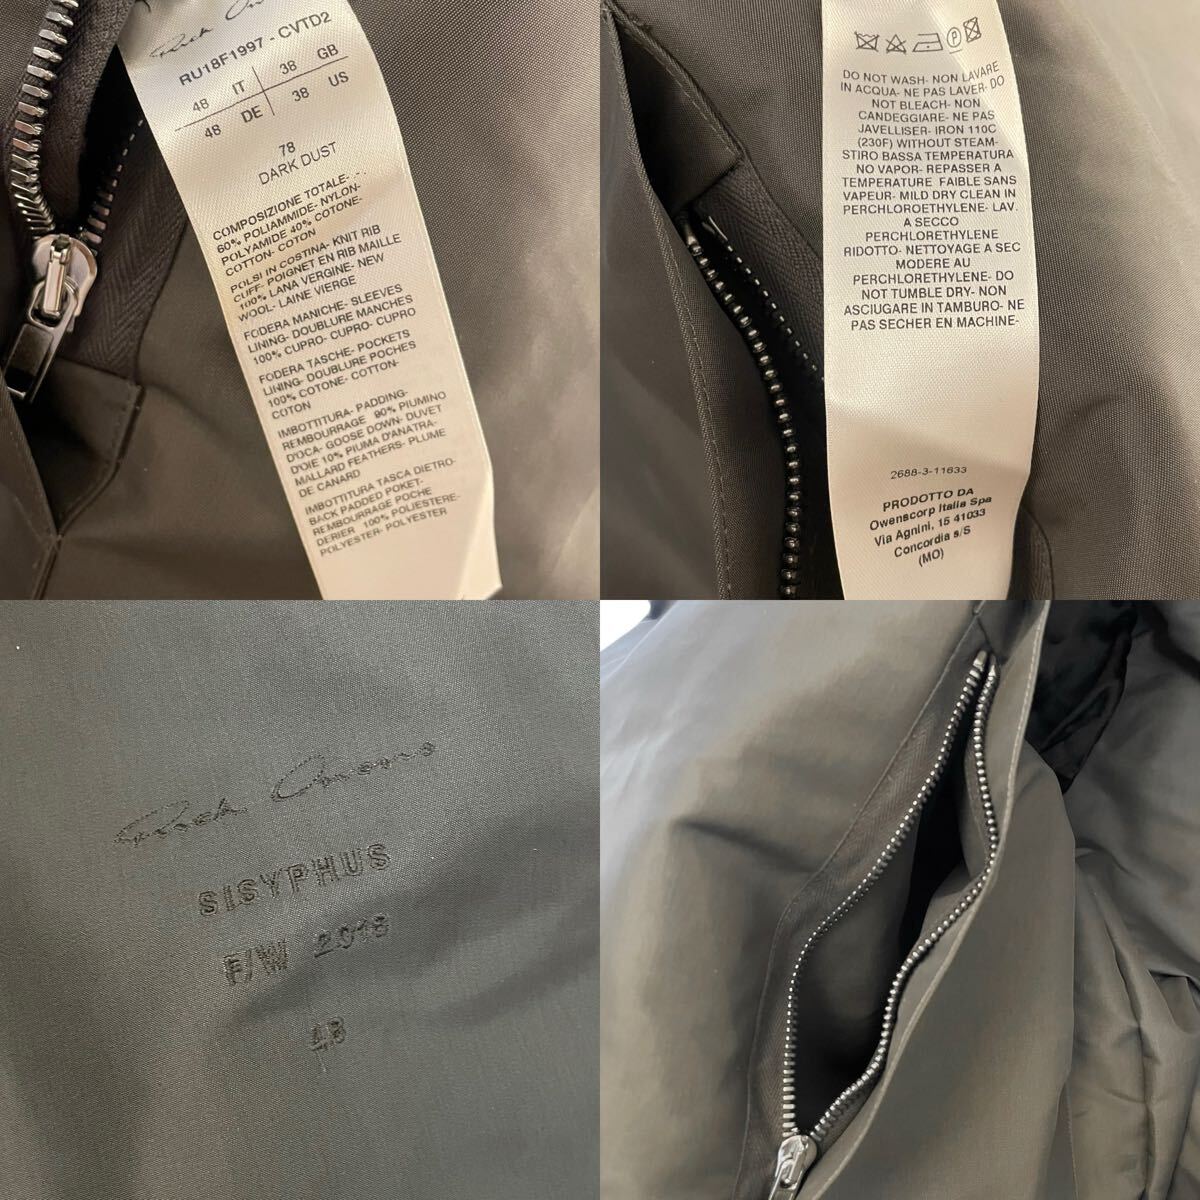 Rick Owens
RU18F1997 - CVTD2
48 IT 38 GB
48 DE 38 US
78
DARK DUST
COMPOSIZIONE TOTALE-
60% POLIAMMIDE- NYLON-
POLYAMIDE 40% COTONE-
COTTON- COTON
POLSI IN COSTINA- KNIT RIB
CUFF- POIGNET EN RIB MAILLE
100% LANA VERGINE- NEW
WOOL- LAINE VIERGE
FODERA MANICHE- SLEEVES
LINING- DOUBLURE MANCHES
100% CUPRO- CUPRO- CUPRO
FODERA TASCHE- POCKETS
LINING- DOUBLURE POCHES
100% COTONE- COTTON-
COTON
IMBOTTITURA- PADDING-
REMBOURRAGE 90% PIUMINO
D'OCA- GOOSE DOWN- DUVET
D'OIE 10% PIUMA D'ANATRA-
MALLARD FEATHERS- PLUME
DE CANARD
IMBOTTITURA TASCA DIETRO-
BACK PADDED POKET-
REMBOURRAGE POCHE
DERIER 100% POLIESTERE-
POLYESTER- POLYESTER
DO NOT WASH- NON LAVARE
IN ACQUA- NE PAS LAVER- DO
NOT BLEACH- NON
CANDEGGIARE- NE PAS
JAVELLISER- IRON 110C
(230F) WITHOUT STEAM-
STIRO BASSA TEMPERATURA
NO VAPOR- REPASSER A
TEMPERATURE FAIBLE SANS
VAPEUR- MILD DRY CLEAN IN
PERCHLOROETHYLENE- LAV.
A SECCO
PERCHLORETHYLENE
RIDOTTO- NETTOYAGE A SEC
MODERE AU
PERCHLORETHYLENE- DO
NOT TUMBLE DRY- NON
ASCIUGARE IN TAMBURO- NE
PAS SECHER EN MACHINE-
2688-3-11633
PRODOTTO DA
Owenscorp Italia Spa
Via Agnini, 15 41033
Concordia s/S
(MO)
Rick Owens
SISYPHUS
F/W 2018
48